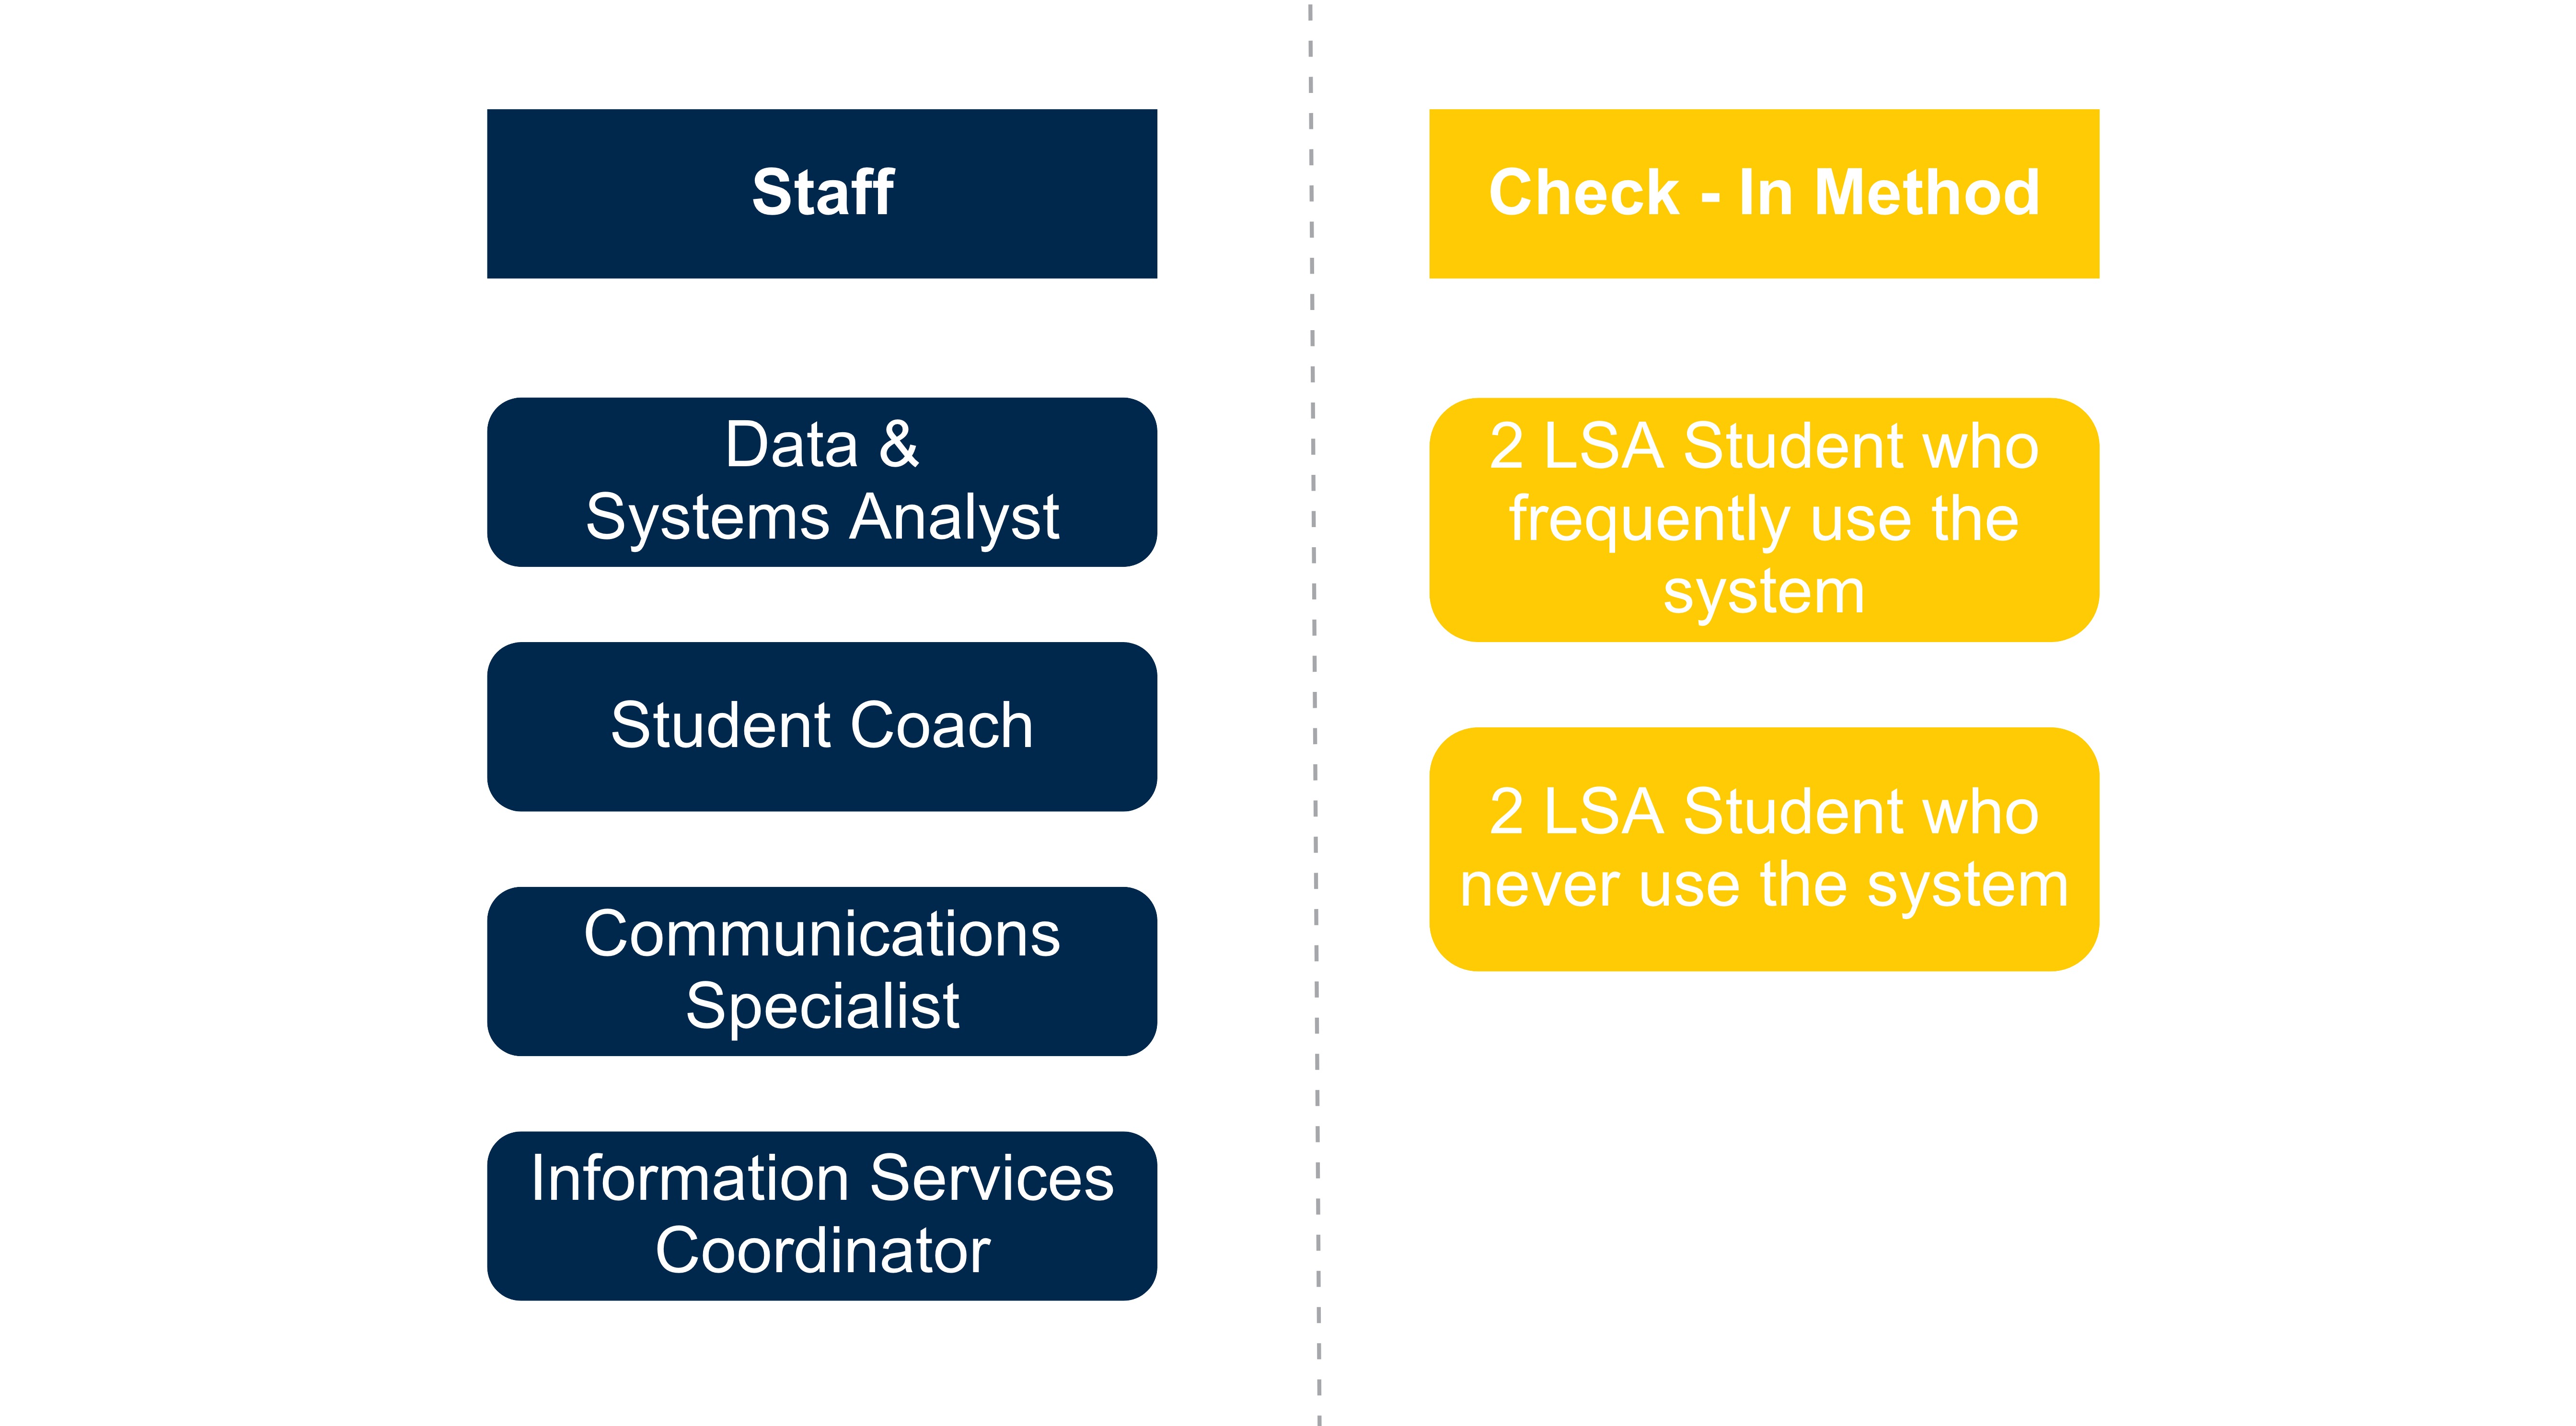 Staff
Data &
Systems Analyst
Student Coach
Communications
Specialist
Information Services
Coordinator
Check - In Method
2 LSA Student who
frequently use the
system
2 LSA Student who
never use the system